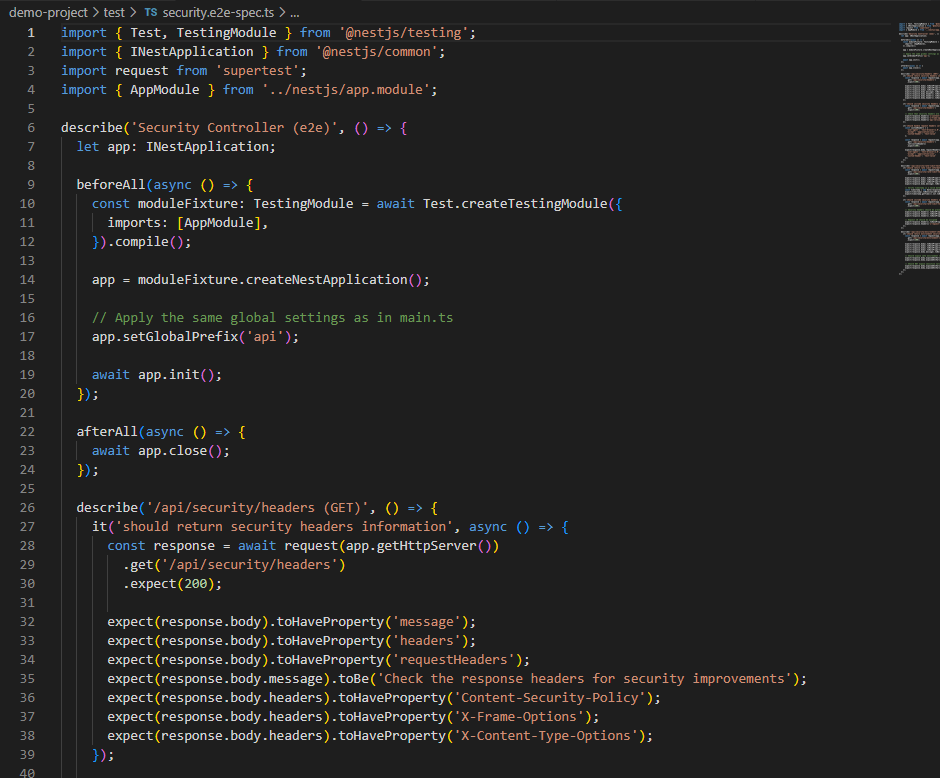 demo-project > test > TS security.e2e-spec.ts > ...
1 import { Test, TestingModule } from '@nestjs/testing';
2 import { INestApplication } from '@nestjs/common';
3 import request from 'supertest';
4 import { AppModule } from '../nestjs/app.module';
5
6 describe('Security Controller (e2e)', () => {
7   let app: INestApplication;
8
9   beforeAll(async () => {
10     const moduleFixture: TestingModule = await Test.createTestingModule({
11       imports: [AppModule],
12     }).compile();
13
14     app = moduleFixture.createNestApplication();
15
16     // Apply the same global settings as in main.ts
17     app.setGlobalPrefix('api');
18
19     await app.init();
20   });
21
22   afterAll(async () => {
23     await app.close();
24   });
25
26   describe('/api/security/headers (GET)', () => {
27     it('should return security headers information', async () => {
28       const response = await request(app.getHttpServer())
29         .get('/api/security/headers')
30         .expect(200);
31
32       expect(response.body).toHaveProperty('message');
33       expect(response.body).toHaveProperty('headers');
34       expect(response.body).toHaveProperty('requestHeaders');
35       expect(response.body.message).toBe('Check the response headers for security improvements');
36       expect(response.body.headers).toHaveProperty('Content-Security-Policy');
37       expect(response.body.headers).toHaveProperty('X-Frame-Options');
38       expect(response.body.headers).toHaveProperty('X-Content-Type-Options');
39     });
40